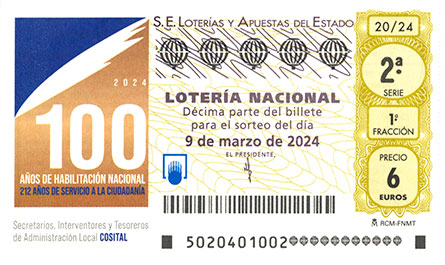 S.E. LOTERÍAS Y APUESTAS DEL ESTADO
20/24
2024
100
AÑOS DE HABILITACIÓN NACIONAL
212 AÑOS DE SERVICIO A LA CIUDADANÍA
Secretarios, Interventores y Tesoreros
de Administración Local COSITAL
LOTERÍA NACIONAL
Décima parte del billete
para el sorteo del día
9 de marzo de 2024
EL PRESIDENTE,
2ª
SERIE
1ª
FRACCIÓN
PRECIO
6
EUROS
RCM-FNMT
5020401002